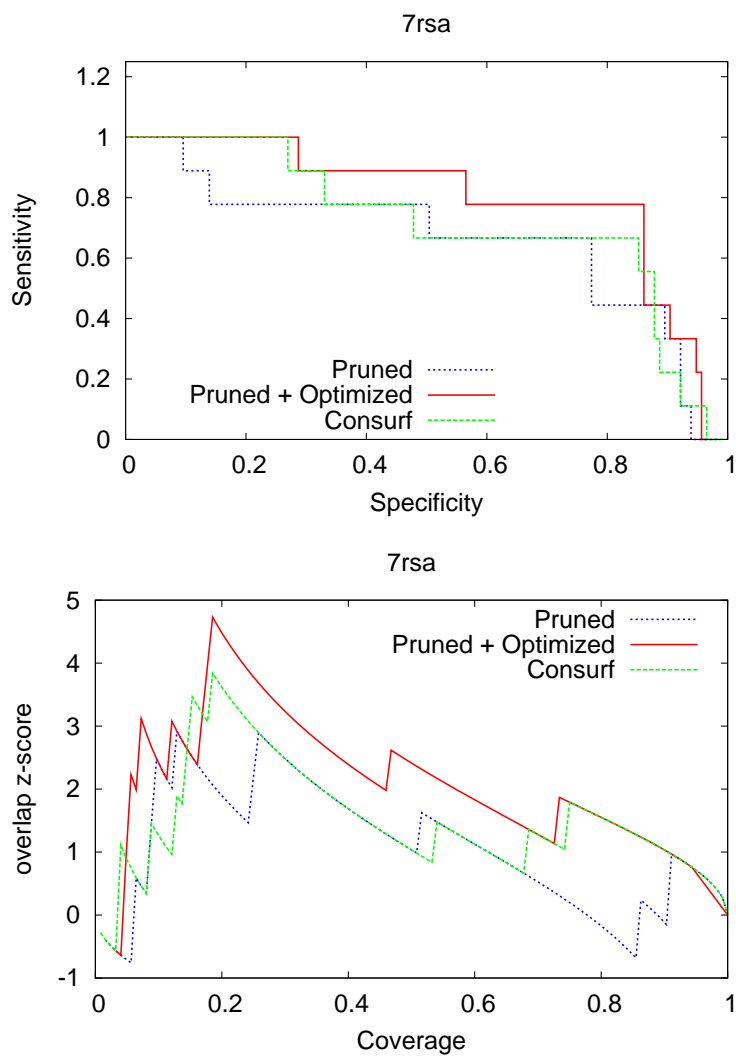 7rsa
1.2
1
0.8
0.6
0.4
0.2
0
Sensitivity
Pruned
Pruned + Optimized
Consurf
0 0.2 0.4 0.6 0.8 1
Specificity
7rsa
5
4
3
2
1
0
-1
overlap z-score
Pruned
Pruned + Optimized
Consurf
0 0.2 0.4 0.6 0.8 1
Coverage